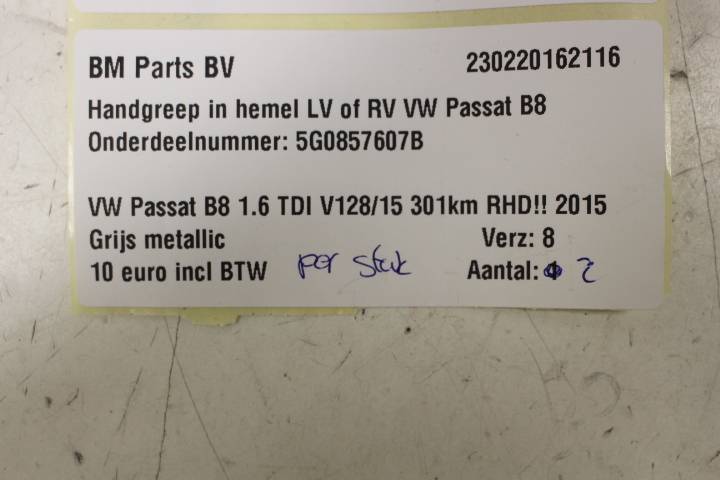 BM Parts BV 230220162116
Handgreep in hemel LV of RV VW Passat B8
Onderdeelnummer: 5G0857607B
VW Passat B8 1.6 TDI V128/15 301km RHD!! 2015
Grijs metallic Verz: 8
10 euro incl BTW per stuk Aantal: 2